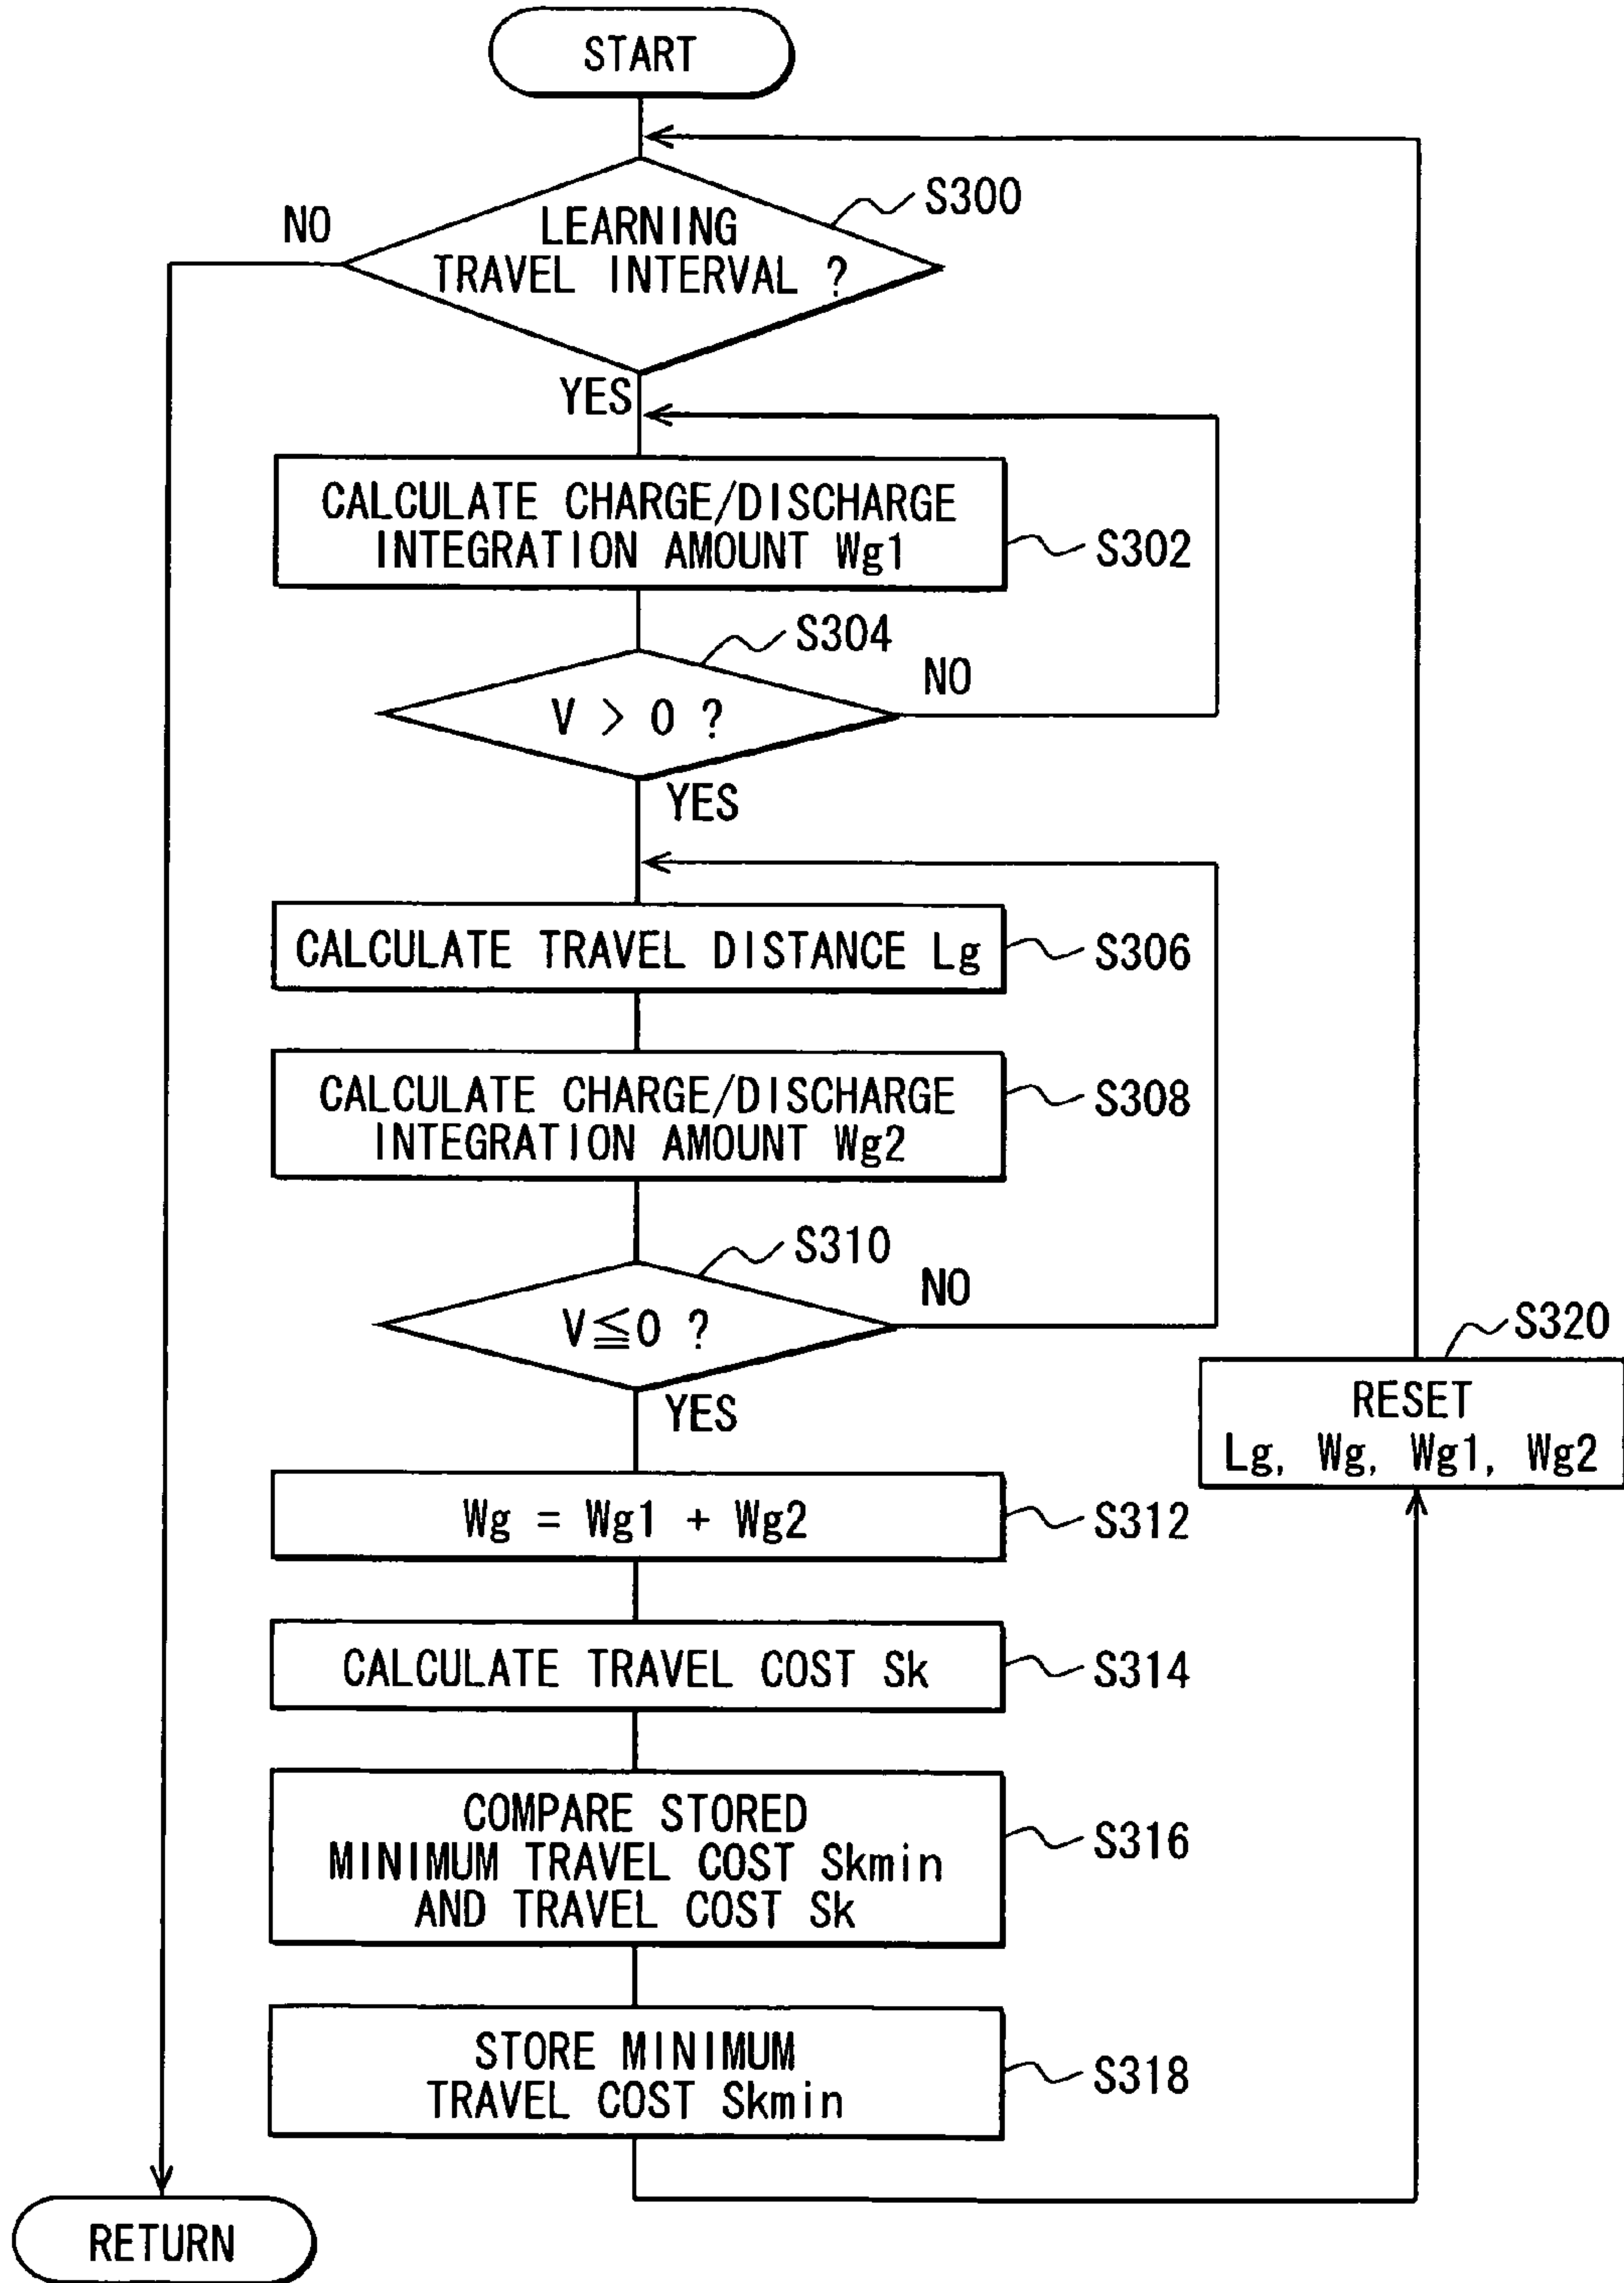 START
S300
NO
LEARNING
TRAVEL INTERVAL ?
YES
CALCULATE CHARGE/DISCHARGE
INTEGRATION AMOUNT Wg1
S302
S304
NO
V > 0 ?
YES
CALCULATE TRAVEL DISTANCE Lg
S306
CALCULATE CHARGE/DISCHARGE
INTEGRATION AMOUNT Wg2
S308
S310
NO
V≦0 ?
YES
S320
RESET
Lg, Wg, Wg1, Wg2
Wg = Wg1 + Wg2
S312
CALCULATE TRAVEL COST Sk
S314
COMPARE STORED
MINIMUM TRAVEL COST Skmin
AND TRAVEL COST Sk
S316
STORE MINIMUM
TRAVEL COST Skmin
S318
RETURN